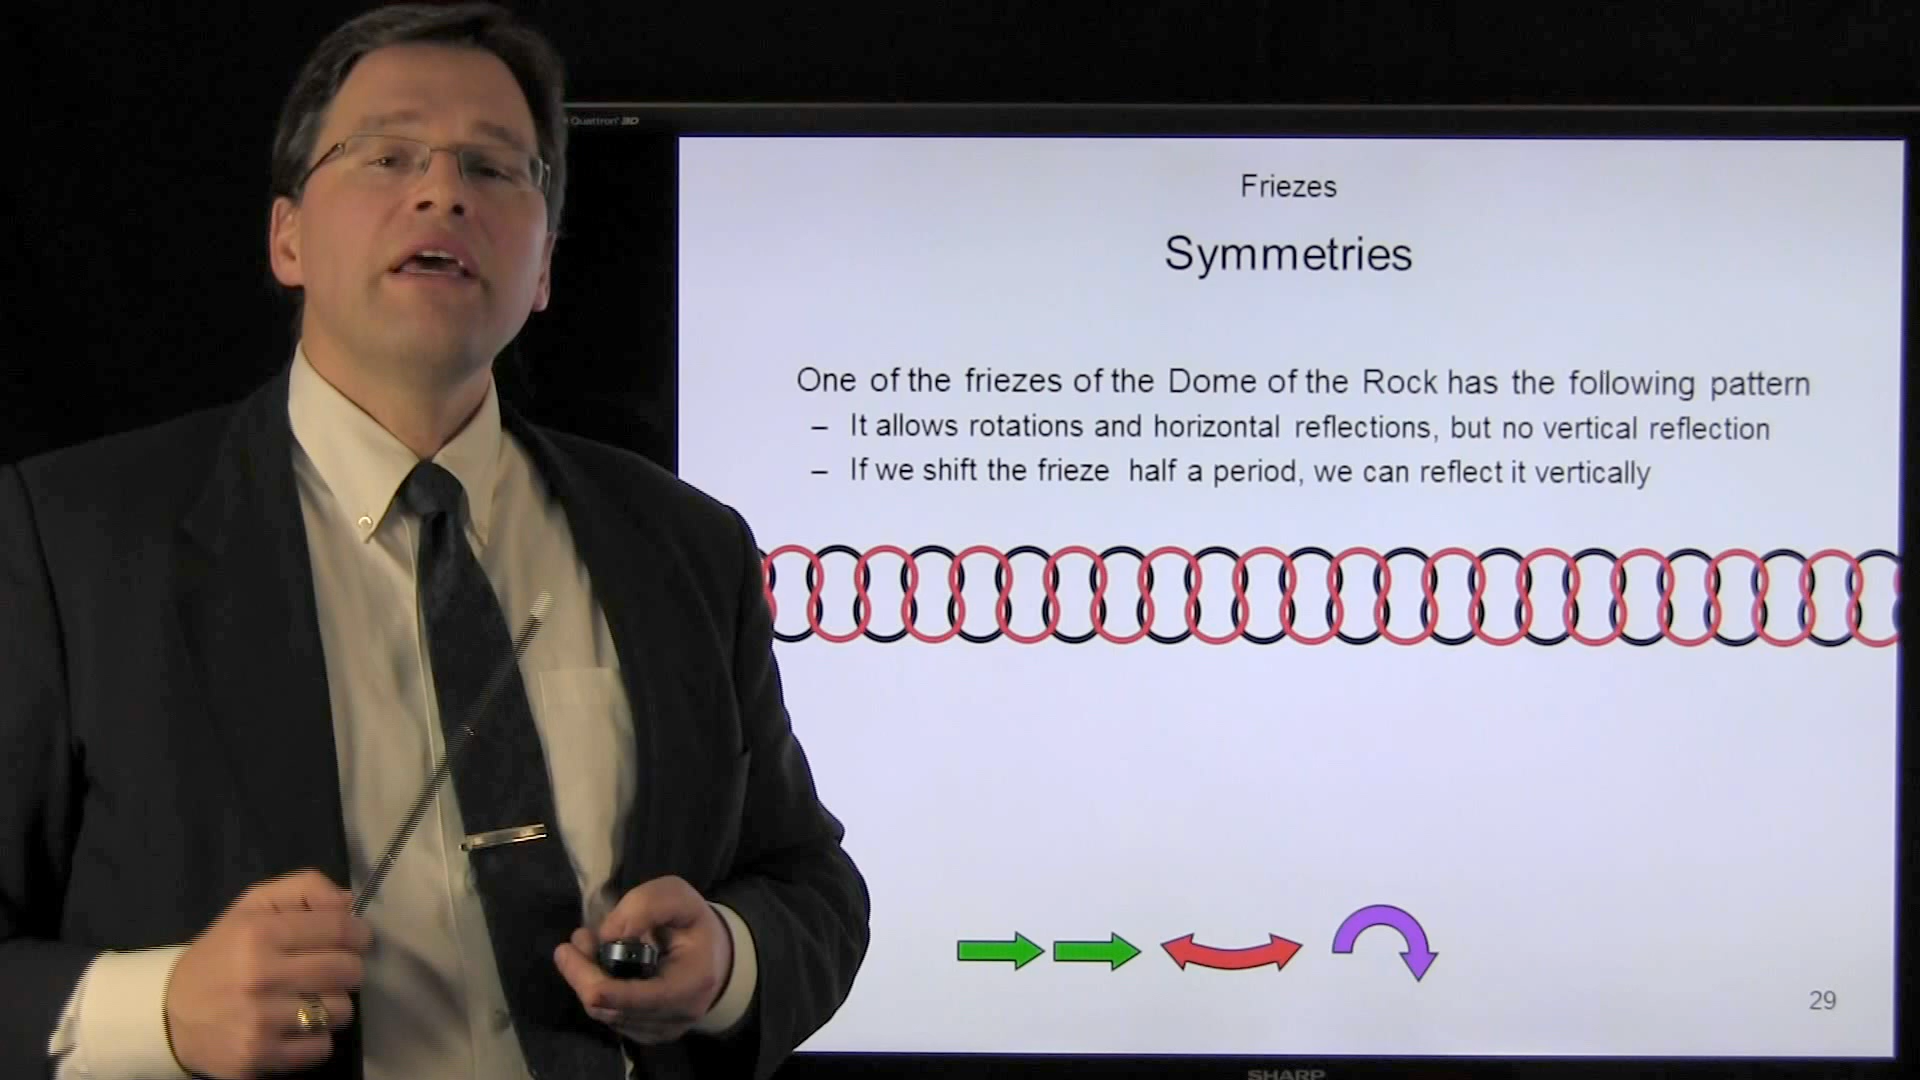 Quattron 3D
Friezes
Symmetries
One of the friezes of the Dome of the Rock has the following pattern
– It allows rotations and horizontal reflections, but no vertical reflection
– If we shift the frieze half a period, we can reflect it vertically
29
SHARP